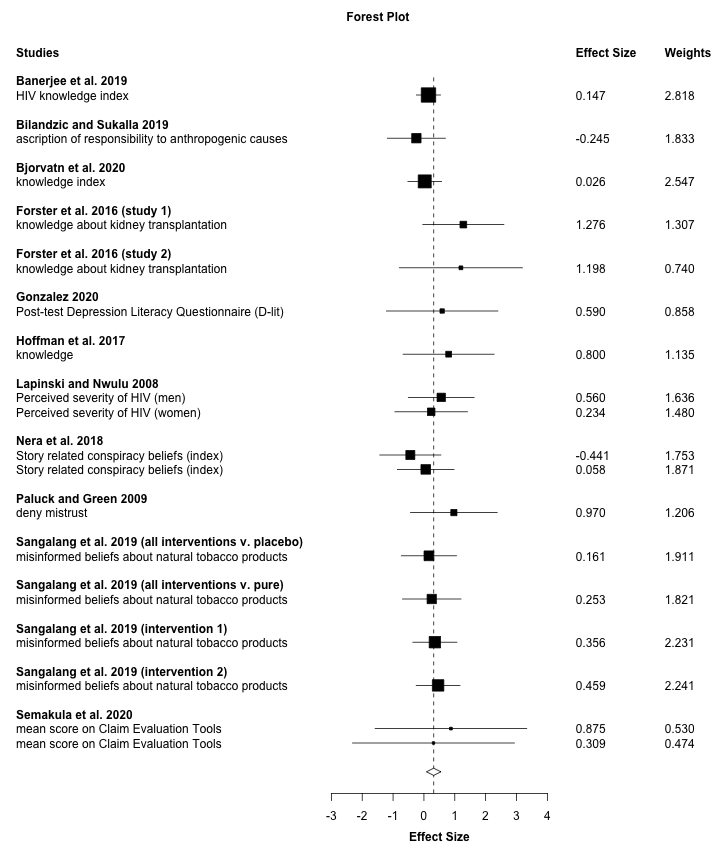 Forest Plot
Studies Effect Size Weights
Banerjee et al. 2019
HIV knowledge index 0.147 2.818
Bilandzic and Sukalla 2019
ascription of responsibility to anthropogenic causes -0.245 1.833
Bjorvatn et al. 2020
knowledge index 0.026 2.547
Forster et al. 2016 (study 1)
knowledge about kidney transplantation 1.276 1.307
Forster et al. 2016 (study 2)
knowledge about kidney transplantation 1.198 0.740
Gonzalez 2020
Post-test Depression Literacy Questionnaire (D-lit) 0.590 0.858
Hoffman et al. 2017
knowledge 0.800 1.135
Lapinski and Nwulu 2008
Perceived severity of HIV (men) 0.560 1.636
Perceived severity of HIV (women) 0.234 1.480
Nera et al. 2018
Story related conspiracy beliefs (index) -0.441 1.753
Story related conspiracy beliefs (index) 0.058 1.871
Paluck and Green 2009
deny mistrust 0.970 1.206
Sangalang et al. 2019 (all interventions v. placebo)
misinformed beliefs about natural tobacco products 0.161 1.911
Sangalang et al. 2019 (all interventions v. pure)
misinformed beliefs about natural tobacco products 0.253 1.821
Sangalang et al. 2019 (intervention 1)
misinformed beliefs about natural tobacco products 0.356 2.231
Sangalang et al. 2019 (intervention 2)
misinformed beliefs about natural tobacco products 0.459 2.241
Semakula et al. 2020
mean score on Claim Evaluation Tools 0.875 0.530
mean score on Claim Evaluation Tools 0.309 0.474
-3 -2 -1 0 1 2 3 4
Effect Size